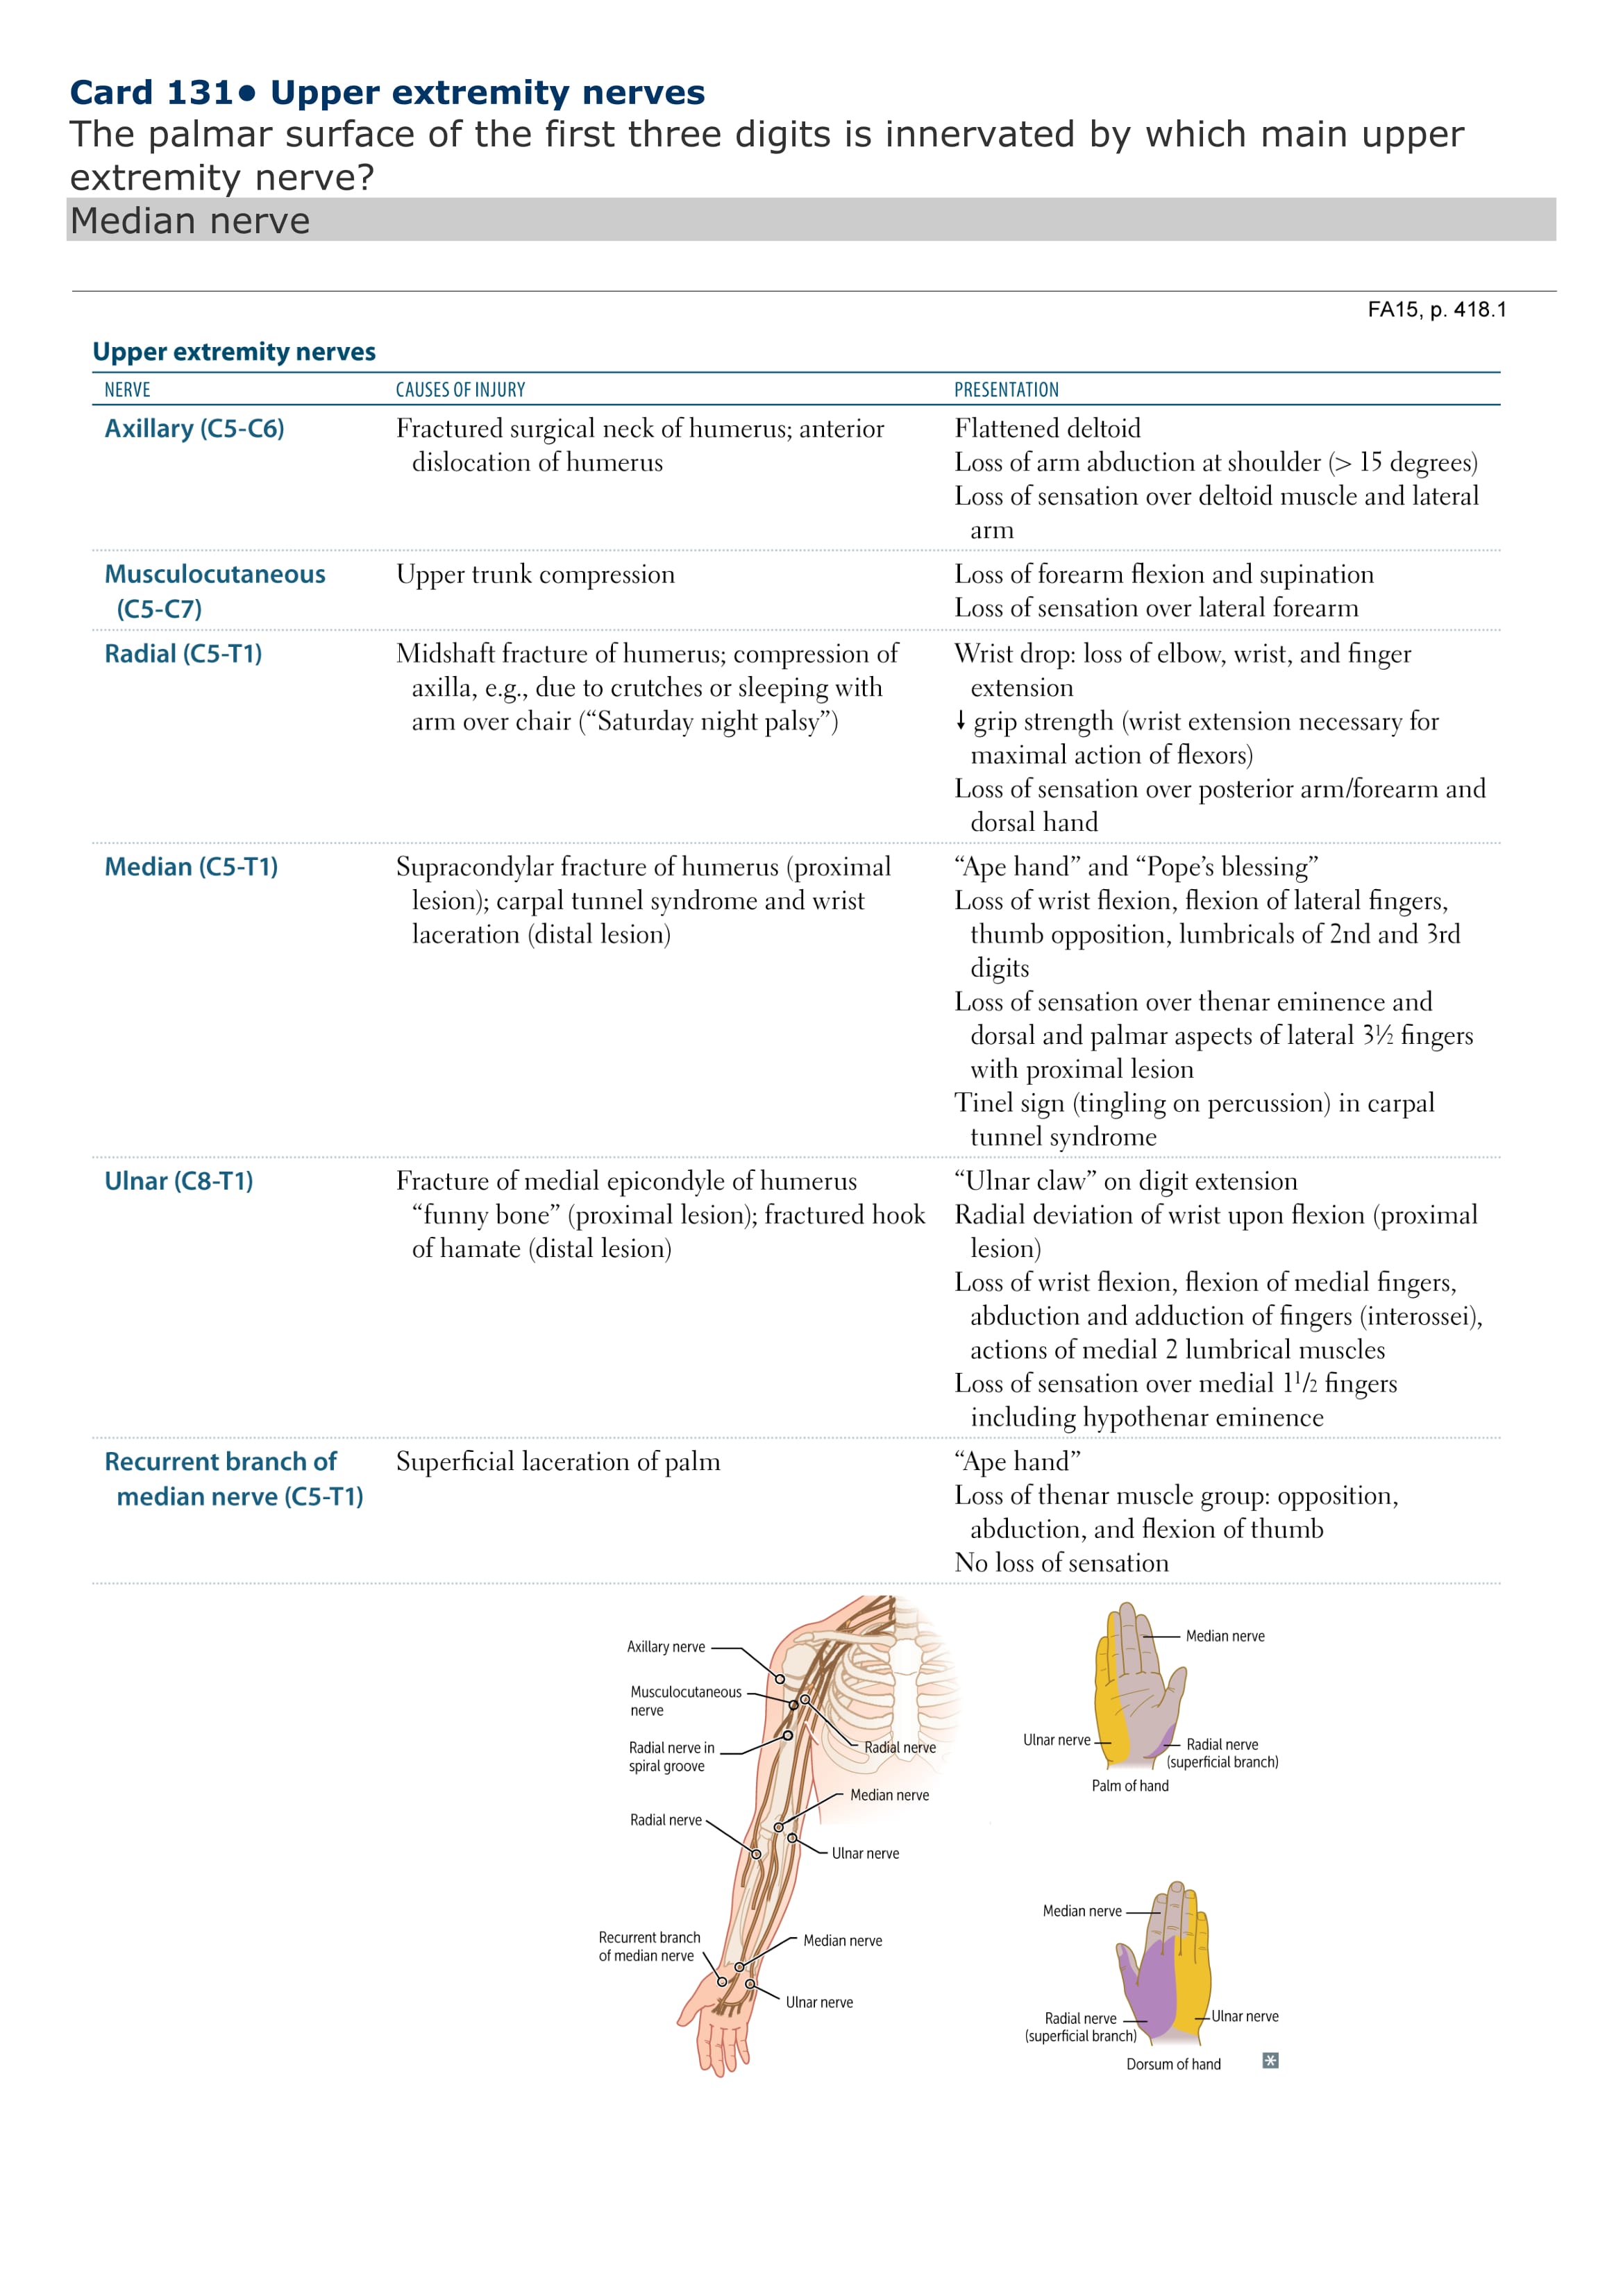 Card 131• Upper extremity nerves
The palmar surface of the first three digits is innervated by which main upper
extremity nerve?
Median nerve
FA15, p. 418.1
Upper extremity nerves
NERVE CAUSES OF INJURY PRESENTATION
Axillary (C5-C6) Fractured surgical neck of humerus; anterior Flattened deltoid
dislocation of humerus Loss of arm abduction at shoulder (> 15 degrees)
Loss of sensation over deltoid muscle and lateral
arm
Musculocutaneous Upper trunk compression Loss of forearm flexion and supination
(C5-C7) Loss of sensation over lateral forearm
Radial (C5-T1) Midshaft fracture of humerus; compression of Wrist drop: loss of elbow, wrist, and finger
axilla, e.g., due to crutches or sleeping with extension
arm over chair (“Saturday night palsy”) ↓ grip strength (wrist extension necessary for
maximal action of flexors)
Loss of sensation over posterior arm/forearm and
dorsal hand
Median (C5-T1) Supracondylar fracture of humerus (proximal “Ape hand” and “Pope’s blessing”
lesion); carpal tunnel syndrome and wrist Loss of wrist flexion, flexion of lateral fingers,
laceration (distal lesion) thumb opposition, lumbricals of 2nd and 3rd
digits
Loss of sensation over thenar eminence and
dorsal and palmar aspects of lateral 3½ fingers
with proximal lesion
Tinel sign (tingling on percussion) in carpal
tunnel syndrome
Ulnar (C8-T1) Fracture of medial epicondyle of humerus “Ulnar claw” on digit extension
“funny bone” (proximal lesion); fractured hook Radial deviation of wrist upon flexion (proximal
of hamate (distal lesion) lesion)
Loss of wrist flexion, flexion of medial fingers,
abduction and adduction of fingers (interossei),
actions of medial 2 lumbrical muscles
Loss of sensation over medial 1½ fingers
including hypothenar eminence
Recurrent branch of Superficial laceration of palm “Ape hand”
median nerve (C5-T1) Loss of thenar muscle group: opposition,
abduction, and flexion of thumb
No loss of sensation
Axillary nerve
Musculocutaneous
nerve
Radial nerve in
spiral groove
Radial nerve
Median nerve
Radial nerve
Ulnar nerve
Recurrent branch
of median nerve
Median nerve
Ulnar nerve
Median nerve
Ulnar nerve
Radial nerve
(superficial branch)
Palm of hand
Median nerve
Radial nerve
(superficial branch)
Ulnar nerve
Dorsum of hand